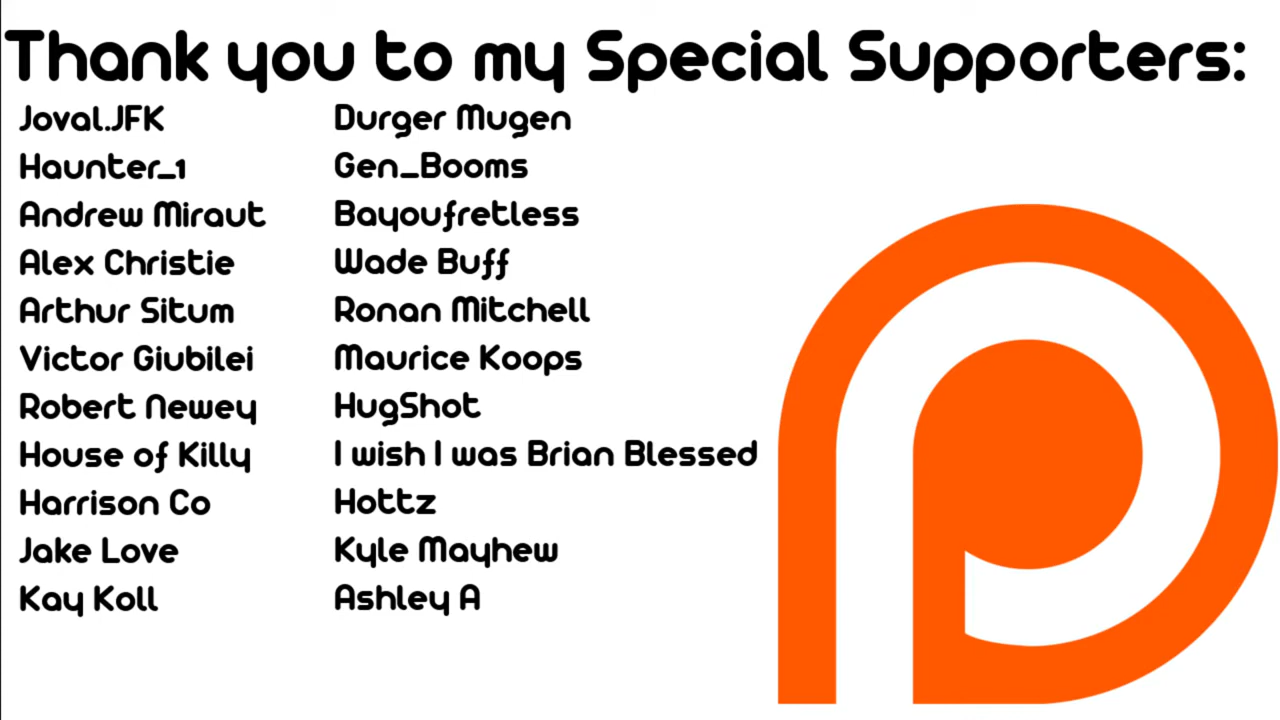 Thank you to my Special Supporters:
Joval.JFK
Haunter_1
Andrew Miraut
Alex Christie
Arthur Situm
Victor Giubilei
Robert Newey
House of Killy
Harrison Co
Jake Love
Kay Koll
Durger Mugen
Gen_Booms
Bayoufretless
Wade Buff
Ronan Mitchell
Maurice Koops
HugShot
I wish I was Brian Blessed
Hottz
Kyle Mayhew
Ashley A